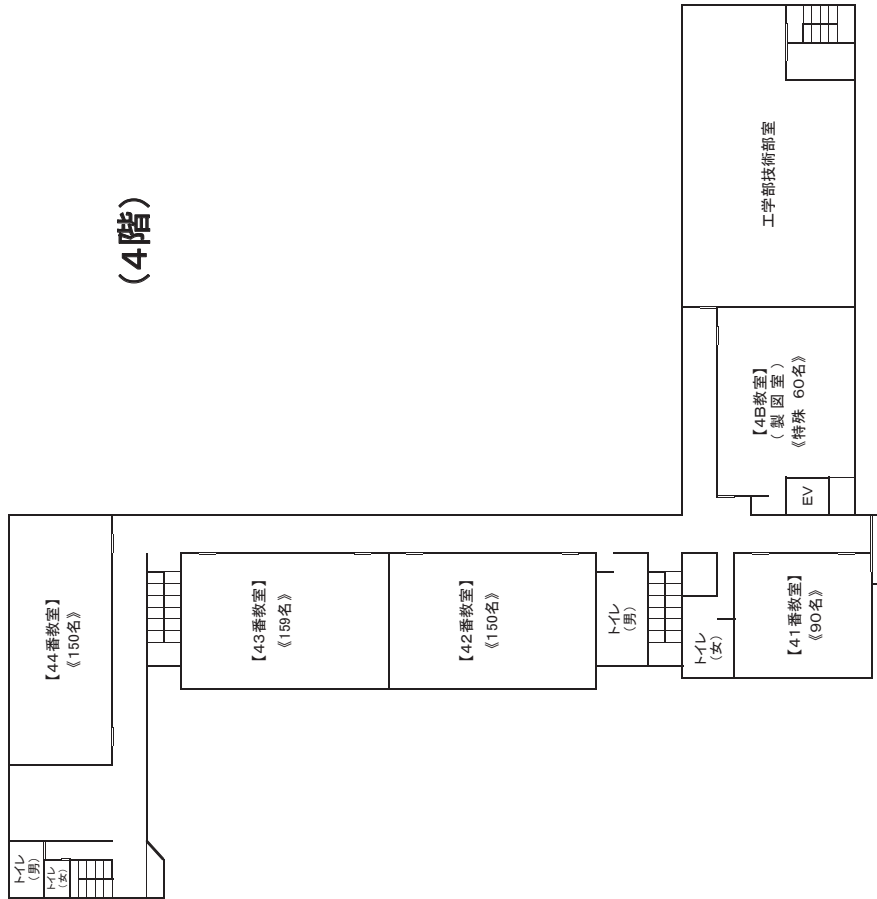 （4階）
工学部技術部室
【4B教室】
（ 製 図 室 ）
《特殊 60名》
EV
【44番教室】
《150名》
【43番教室】
《159名》
【42番教室】
《150名》
トイレ
（男）
トイレ
（女）
【41番教室】
《90名》
トイレ
（男）
トイレ
（女）